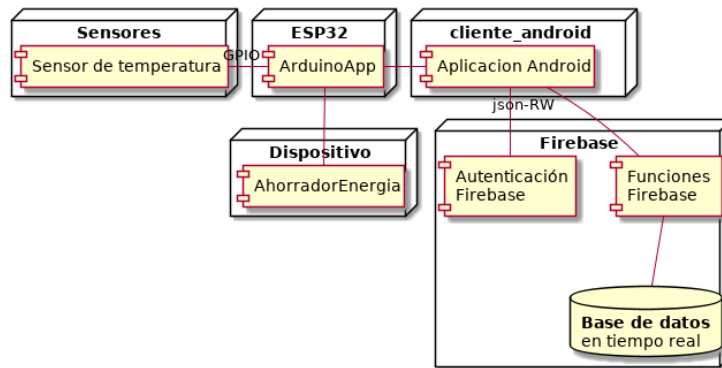 Sensores
Sensor de temperatura
GPIO
ESP32
ArduinoApp
cliente_android
Aplicacion Android
json-RW
Dispositivo
AhorradorEnergia
Firebase
Autenticación
Firebase
Funciones
Firebase
Base de datos
en tiempo real